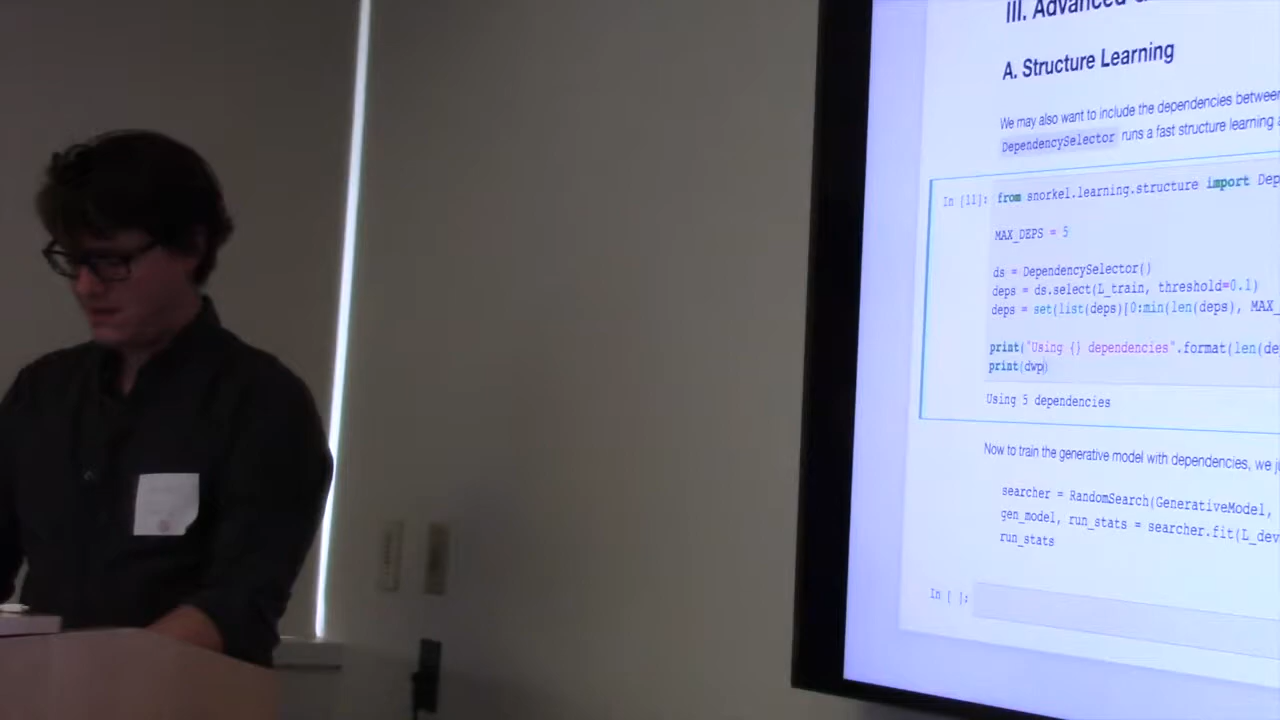 III. Advanced
A. Structure Learning
We may also want to include the dependencies between
DependencySelector runs a fast structure learning
In [11]: from snorkel.learning.structure import Dep
MAX_DEPS = 5
ds = DependencySelector()
deps = ds.select(L_train, threshold=0.1)
deps = set(list(deps)[0:min(len(deps), MAX_
print("Using {} dependencies".format(len(de
print(dwp)
Using 5 dependencies
Now to train the generative model with dependencies, we j
searcher = RandomSearch(GenerativeModel,
gen_model, run_stats = searcher.fit(L_dev
run_stats
In [ ]: